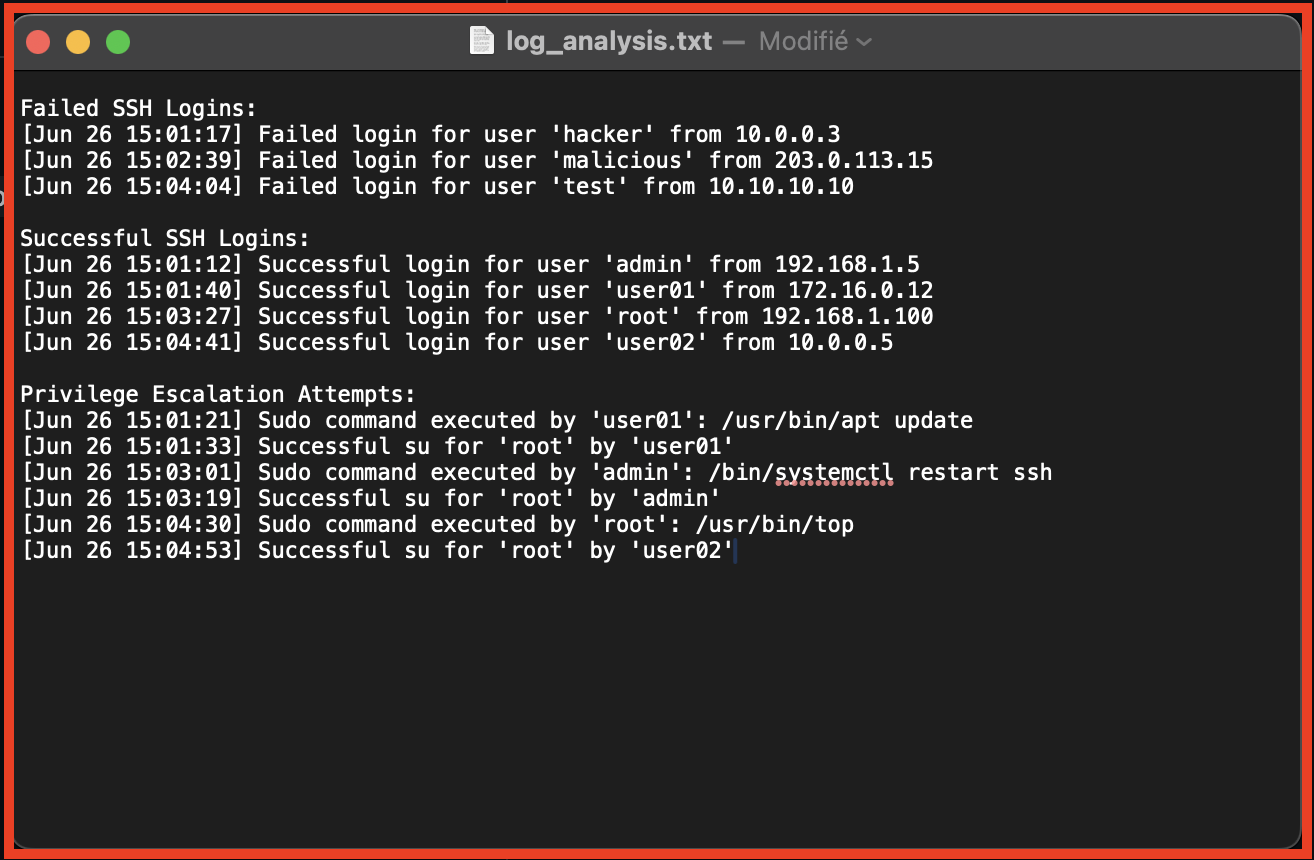 log_analysis.txt — Modifié
Failed SSH Logins:
[Jun 26 15:01:17] Failed login for user 'hacker' from 10.0.0.3
[Jun 26 15:02:39] Failed login for user 'malicious' from 203.0.113.15
[Jun 26 15:04:04] Failed login for user 'test' from 10.10.10.10
Successful SSH Logins:
[Jun 26 15:01:12] Successful login for user 'admin' from 192.168.1.5
[Jun 26 15:01:40] Successful login for user 'user01' from 172.16.0.12
[Jun 26 15:03:27] Successful login for user 'root' from 192.168.1.100
[Jun 26 15:04:41] Successful login for user 'user02' from 10.0.0.5
Privilege Escalation Attempts:
[Jun 26 15:01:21] Sudo command executed by 'user01': /usr/bin/apt update
[Jun 26 15:01:33] Successful su for 'root' by 'user01'
[Jun 26 15:03:01] Sudo command executed by 'admin': /bin/systemctl restart ssh
[Jun 26 15:03:19] Successful su for 'root' by 'admin'
[Jun 26 15:04:30] Sudo command executed by 'root': /usr/bin/top
[Jun 26 15:04:53] Successful su for 'root' by 'user02'